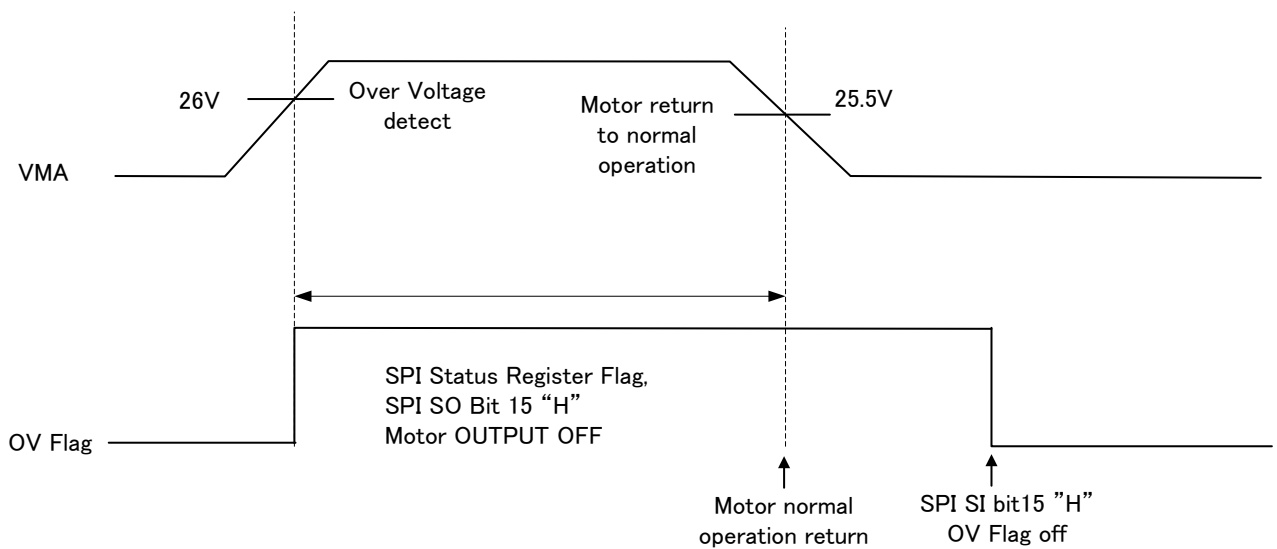 26V
Over Voltage
detect
Motor return
to normal
operation
25.5V
VMA
SPI Status Register Flag,
SPI SO Bit 15 “H”
Motor OUTPUT OFF
OV Flag
Motor normal
operation return
SPI SI bit15 ”H”
OV Flag off